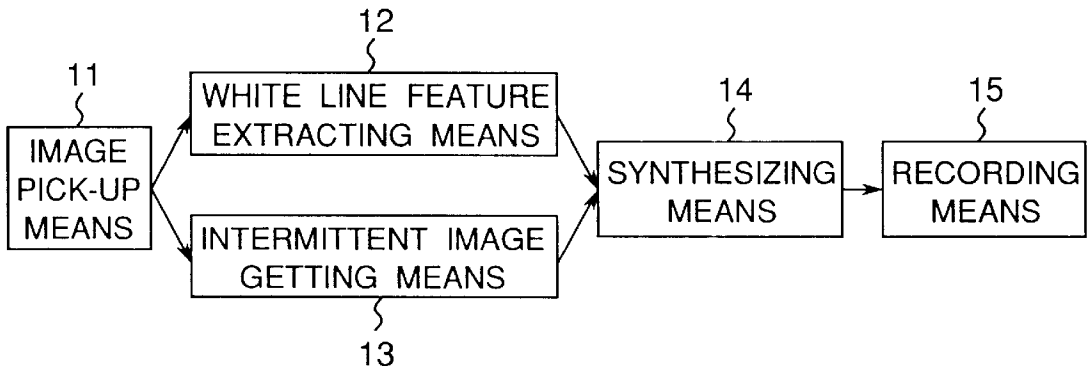 12
11
WHITE LINE FEATURE
EXTRACTING MEANS
14
15
IMAGE
PICK-UP
MEANS
SYNTHESIZING
MEANS
RECORDING
MEANS
INTERMITTENT IMAGE
GETTING MEANS
13